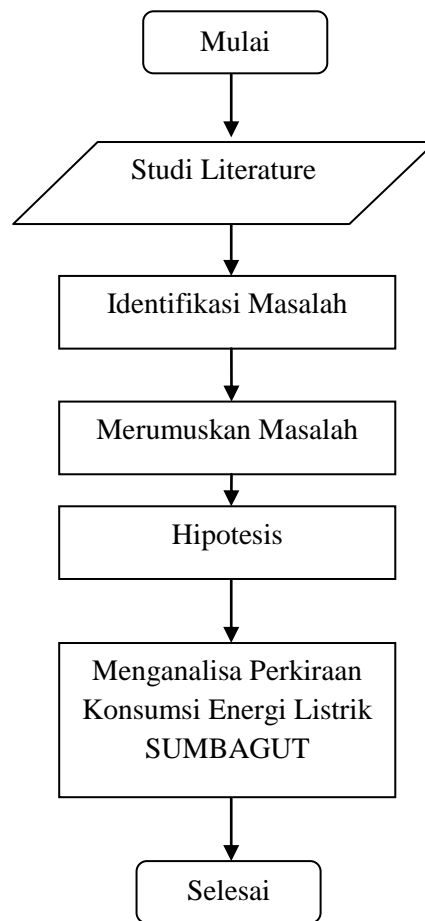 Mulai
Studi Literature
Identifikasi Masalah
Merumuskan Masalah
Hipotesis
Menganalisa Perkiraan
Konsumsi Energi Listrik
SUMBAGUT
Selesai